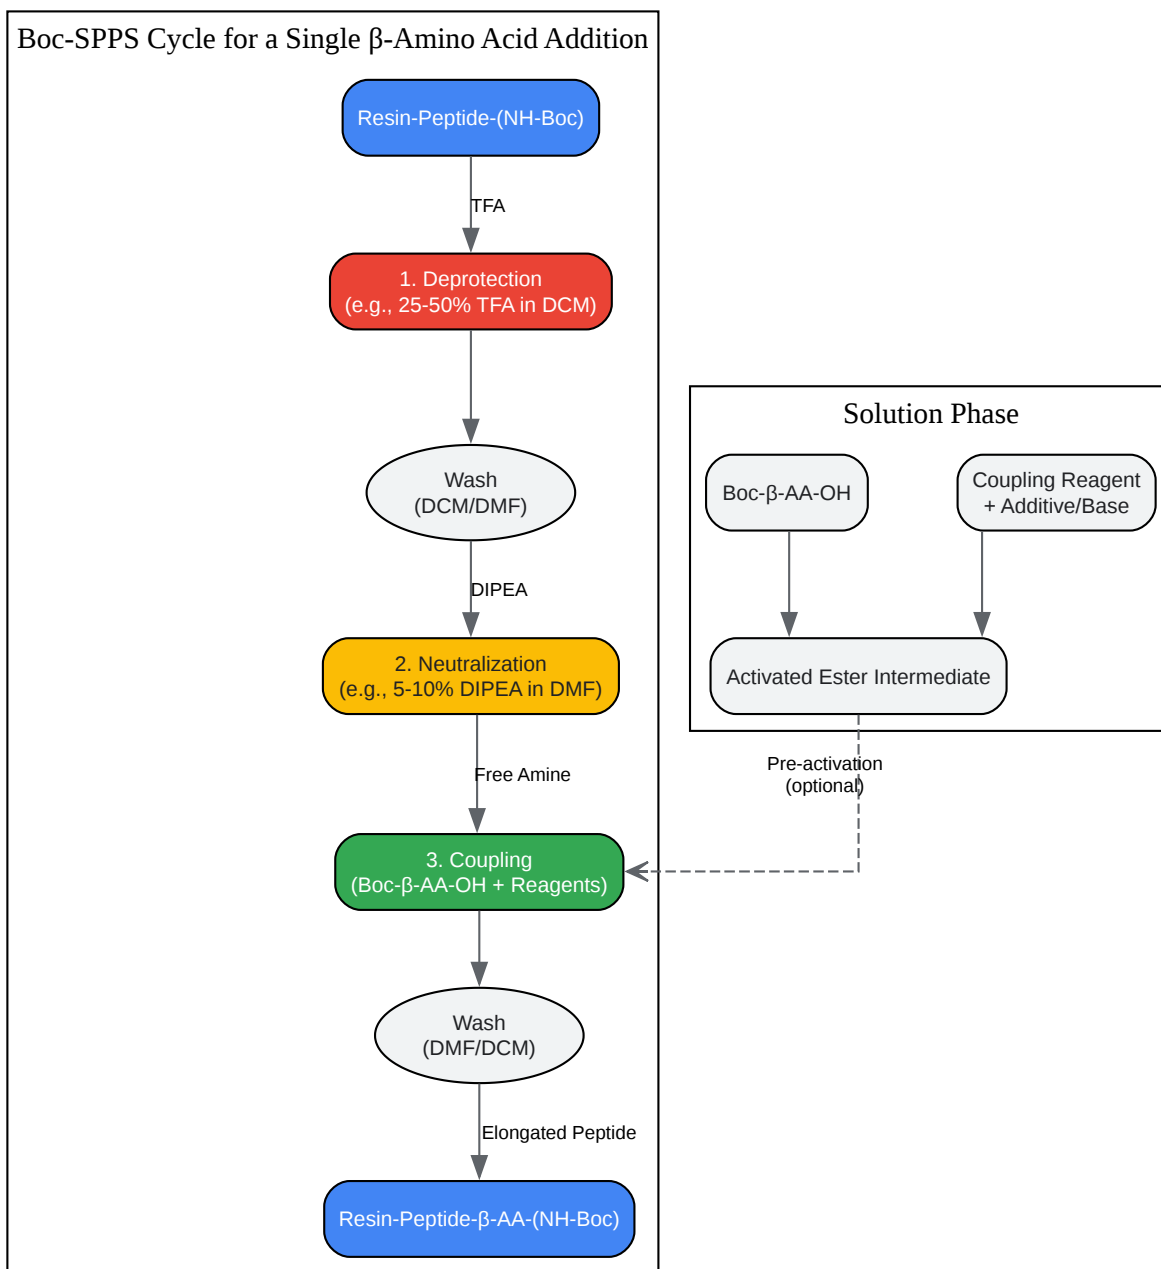 Boc-SPPS Cycle for a Single β-Amino Acid Addition
Resin-Peptide-(NH-Boc)
TFA
1. Deprotection
(e.g., 25-50% TFA in DCM)
Wash
(DCM/DMF)
DIPEA
2. Neutralization
(e.g., 5-10% DIPEA in DMF)
Free Amine
3. Coupling
(Boc-β-AA-OH + Reagents)
Wash
(DMF/DCM)
Elongated Peptide
Resin-Peptide-β-AA-(NH-Boc)
Solution Phase
Boc-β-AA-OH
Coupling Reagent
+ Additive/Base
Activated Ester Intermediate
Pre-activation
(optional)